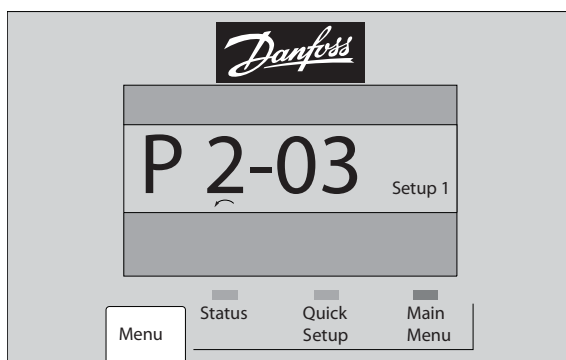 Danfoss
P 2-03
Setup 1
Menu
Status
Quick
Setup
Main
Menu